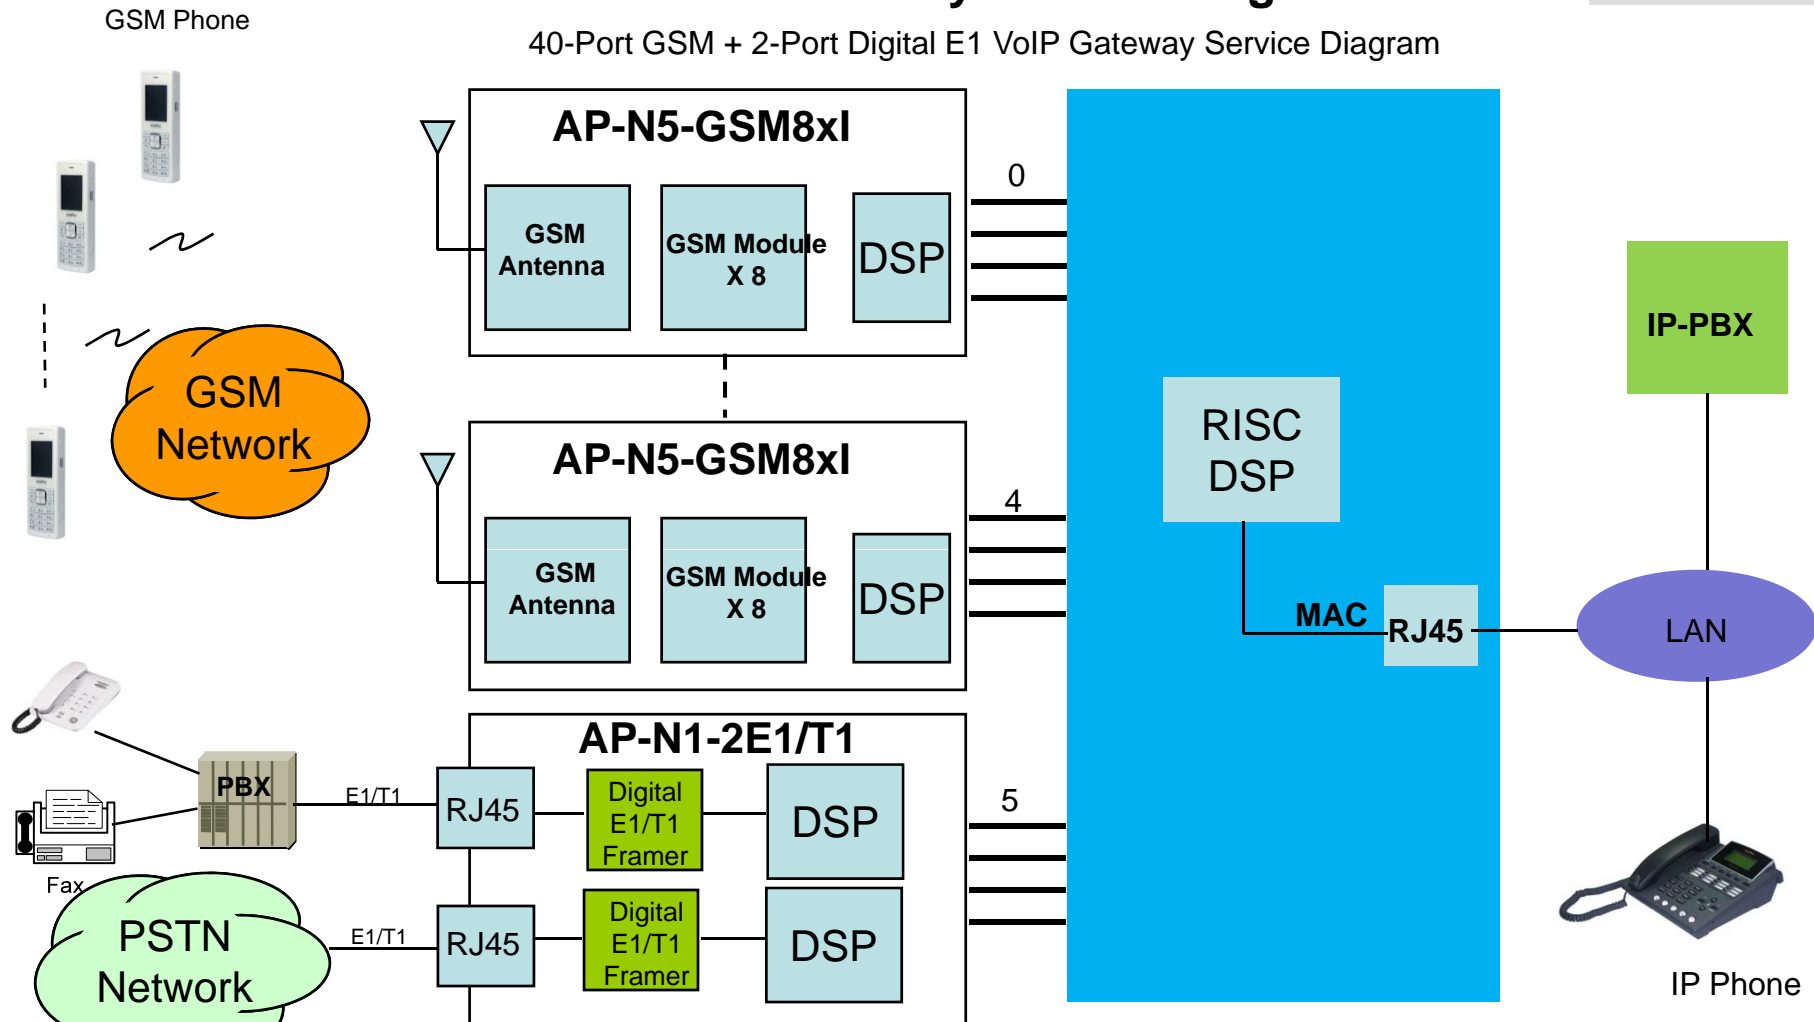 GSM Phone
40-Port GSM + 2-Port Digital E1 VoIP Gateway Service Diagram
AP-N5-GSM8xI
GSM
Antenna
GSM Module
X 8
DSP
0
GSM
Network
AP-N5-GSM8xI
GSM
Antenna
GSM Module
X 8
DSP
4
RISC
DSP
MAC
RJ45
IP-PBX
LAN
AP-N1-2E1/T1
PBX
E1/T1
RJ45
Digital
E1/T1
Framer
DSP
5
Fax
PSTN
Network
E1/T1
RJ45
Digital
E1/T1
Framer
DSP
IP Phone